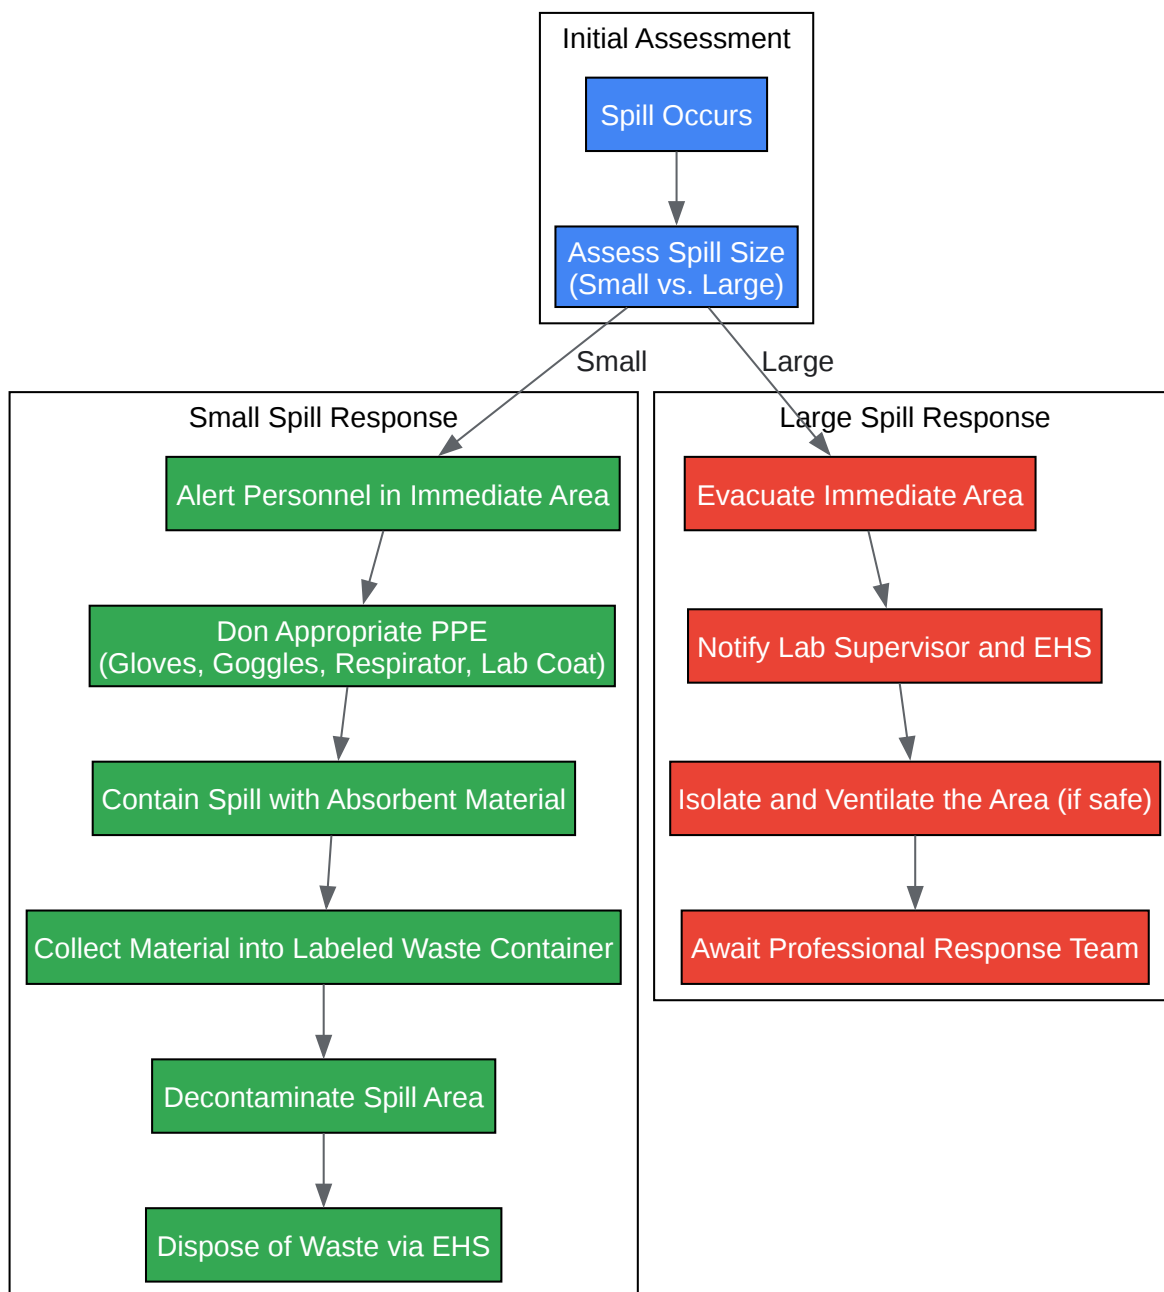 Initial Assessment
Spill Occurs
Assess Spill Size
(Small vs. Large)
Small
Large
Small Spill Response
Alert Personnel in Immediate Area
Don Appropriate PPE
(Gloves, Goggles, Respirator, Lab Coat)
Contain Spill with Absorbent Material
Collect Material into Labeled Waste Container
Decontaminate Spill Area
Dispose of Waste via EHS
Large Spill Response
Evacuate Immediate Area
Notify Lab Supervisor and EHS
Isolate and Ventilate the Area (if safe)
Await Professional Response Team